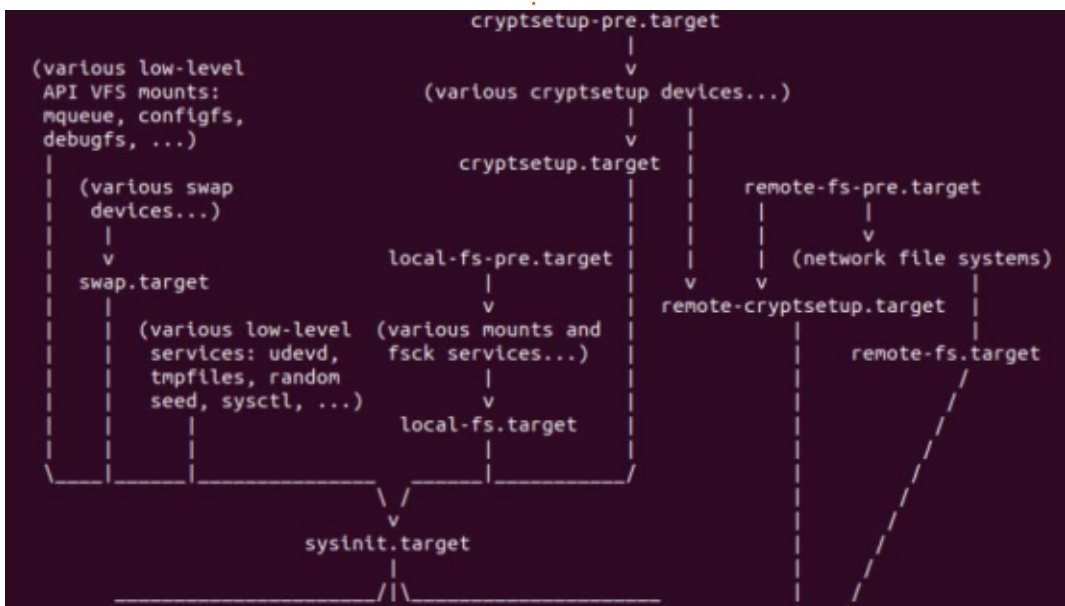 cryptsetup-pre.target
(various low-level
API VFS mounts:
mqueue, configfs,
debugfs, ...)
(various cryptsetup devices...)
cryptsetup.target
(various swap
devices...)
remote-fs-pre.target
local-fs-pre.target
(network file systems)
swap.target
remote-cryptsetup.target
(various low-level
services: udevd,
tmpfiles, random
seed, sysctl, ...)
(various mounts and
fsck services...)
remote-fs.target
local-fs.target
sysinit.target